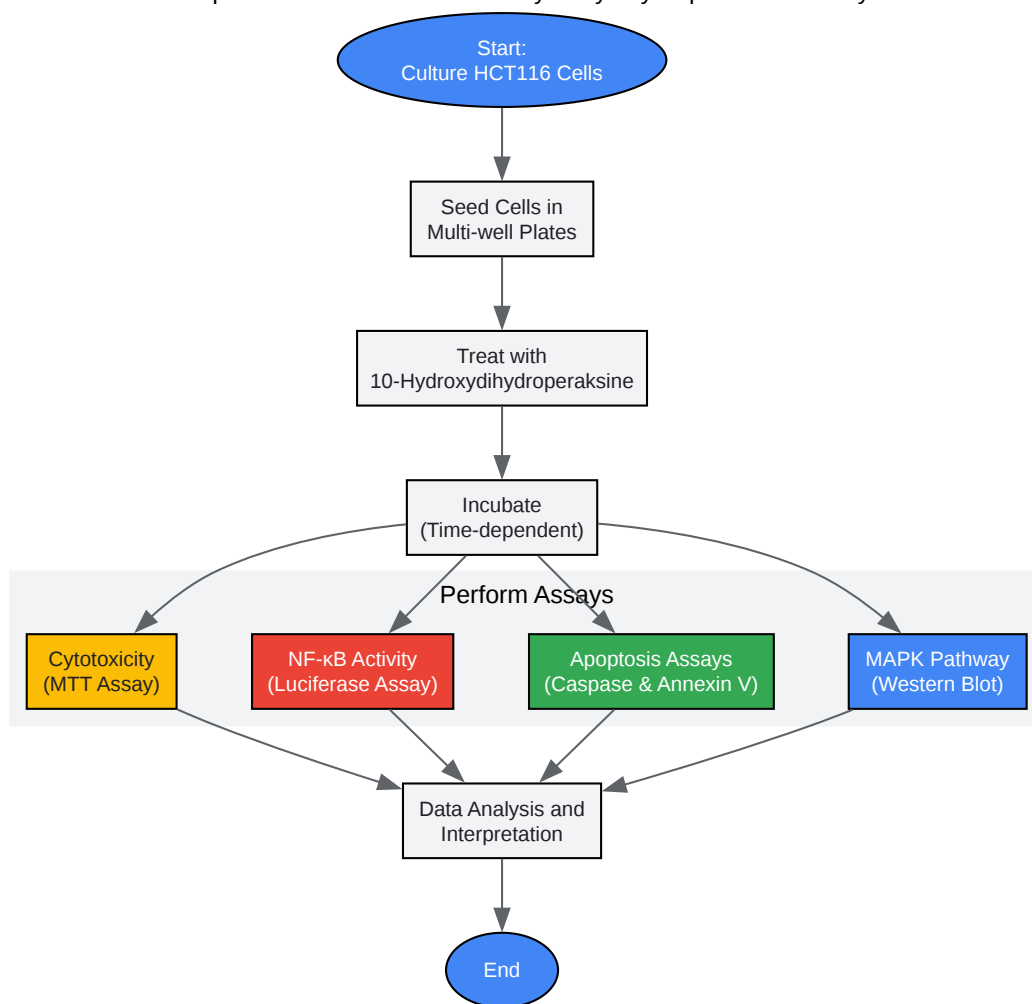 Start:
Culture HCT116 Cells
Seed Cells in
Multi-well Plates
Treat with
10-Hydroxydihydroperaksine
Incubate
(Time-dependent)
Perform Assays
Cytotoxicity
(MTT Assay)
NF-κB Activity
(Luciferase Assay)
Apoptosis Assays
(Caspase & Annexin V)
MAPK Pathway
(Western Blot)
Data Analysis and
Interpretation
End